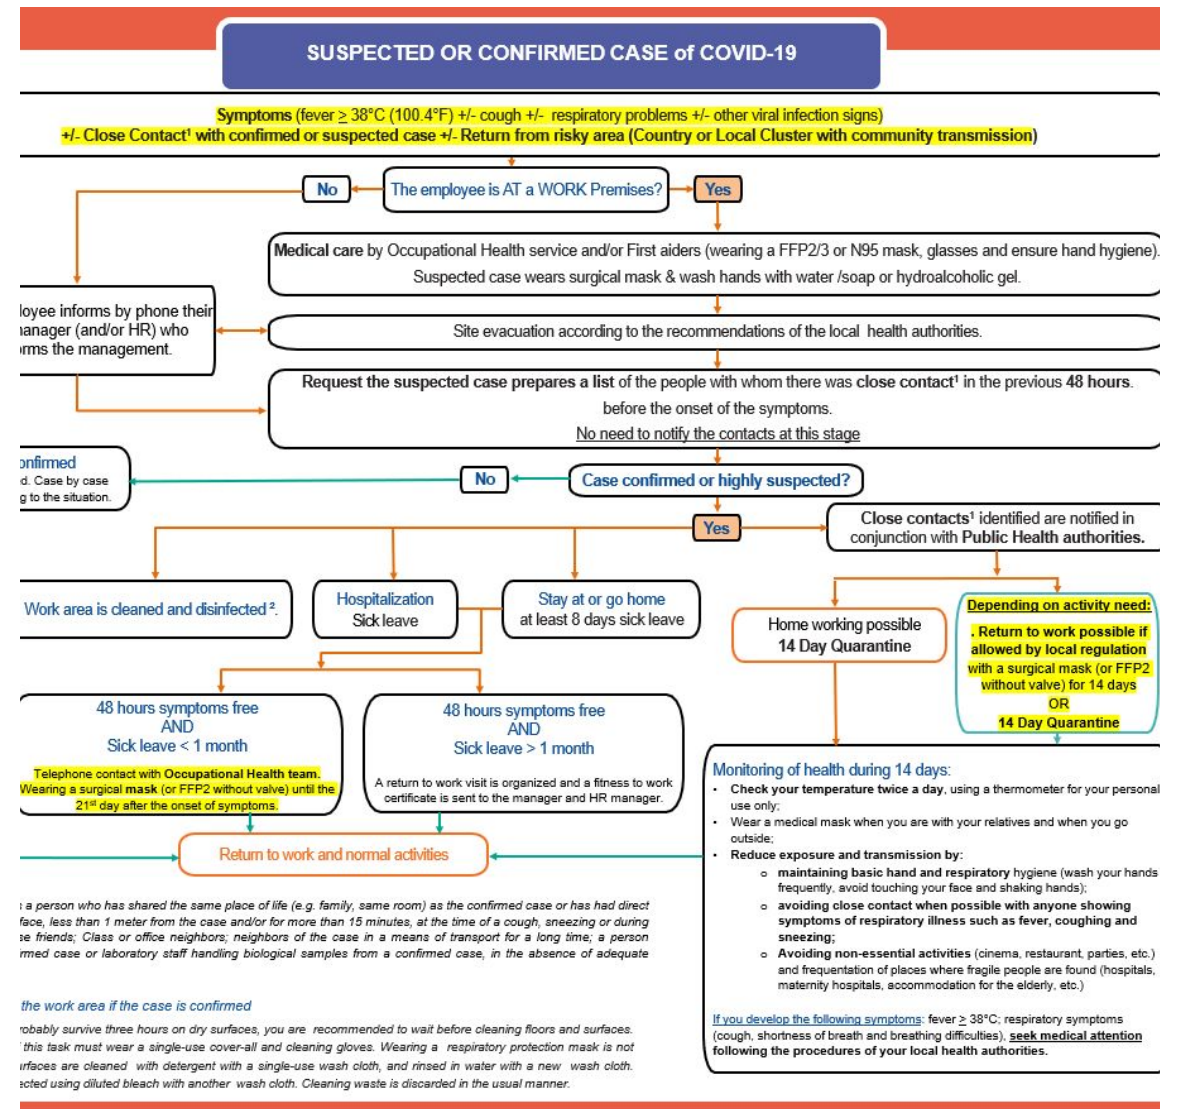 SUSPECTED OR CONFIRMED CASE of COVID-19
Symptoms (fever ≥ 38°C (100.4°F) +/- cough +/- respiratory problems +/- other viral infection signs)
+/- Close Contact¹ with confirmed or suspected case +/- Return from risky area (Country or Local Cluster with community transmission)
No
The employee is AT a WORK Premises?
Yes
Medical care by Occupational Health service and/or First aiders (wearing a FFP2/3 or N95 mask, glasses and ensure hand hygiene).
Suspected case wears surgical mask & wash hands with water /soap or hydroalcoholic gel.
loyee informs by phone their
anager (and/or HR) who
orms the management.
Site evacuation according to the recommendations of the local health authorities.
Request the suspected case prepares a list of the people with whom there was close contact¹ in the previous 48 hours.
before the onset of the symptoms.
No need to notify the contacts at this stage
onfirmed
d. Case by case
g to the situation.
No
Case confirmed or highly suspected?
Yes
Close contacts¹ identified are notified in
conjunction with Public Health authorities.
Work area is cleaned and disinfected ².
Hospitalization
Sick leave
Stay at or go home
at least 8 days sick leave
Home working possible
14 Day Quarantine
Depending on activity need:
. Return to work possible if
allowed by local regulation
with a surgical mask (or FFP2
without valve) for 14 days
OR
14 Day Quarantine
48 hours symptoms free
AND
Sick leave < 1 month
Telephone contact with Occupational Health team.
Wearing a surgical mask (or FFP2 without valve) until the
21st day after the onset of symptoms.
48 hours symptoms free
AND
Sick leave > 1 month
A return to work visit is organized and a fitness to work
certificate is sent to the manager and HR manager.
Return to work and normal activities
Monitoring of health during 14 days:
• Check your temperature twice a day, using a thermometer for your personal
use only;
• Wear a medical mask when you are with your relatives and when you go
outside;
• Reduce exposure and transmission by:
o maintaining basic hand and respiratory hygiene (wash your hands
frequently, avoid touching your face and shaking hands);
o avoiding close contact when possible with anyone showing
symptoms of respiratory illness such as fever, coughing and
sneezing;
o Avoiding non-essential activities (cinema, restaurant, parties, etc.)
and frequentation of places where fragile people are found (hospitals,
maternity hospitals, accommodation for the elderly, etc.)
If you develop the following symptoms: fever ≥ 38°C; respiratory symptoms
(cough, shortness of breath and breathing difficulties), seek medical attention
following the procedures of your local health authorities.
a person who has shared the same place of life (e.g. family, same room) as the confirmed case or has had direct
face, less than 1 meter from the case and/or for more than 15 minutes, at the time of a cough, sneezing or during
se friends; Class or office neighbors; neighbors of the case in a means of transport for a long time; a person
rmed case or laboratory staff handling biological samples from a confirmed case, in the absence of adequate
the work area if the case is confirmed
robably survive three hours on dry surfaces, you are recommended to wait before cleaning floors and surfaces.
this task must wear a single-use cover-all and cleaning gloves. Wearing a respiratory protection mask is not
urfaces are cleaned with detergent with a single-use wash cloth, and rinsed in water with a new wash cloth.
ected using diluted bleach with another wash cloth. Cleaning waste is discarded in the usual manner.